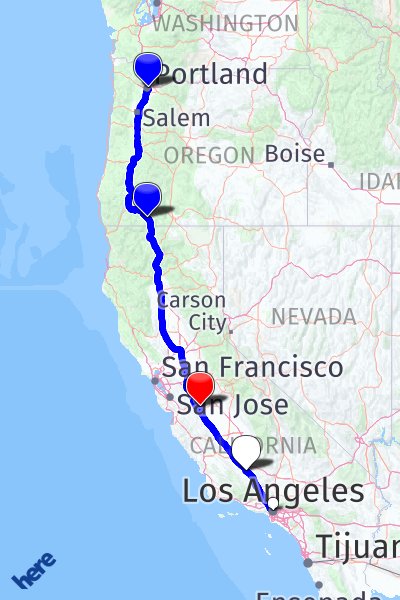 WASHINGTON
Portland
Salem
OREGON
Boise
IDA
Carson
City
NEVADA
San Francisco
San Jose
CALIFORNIA
Los Angeles
Tijuan
Ensenada
here